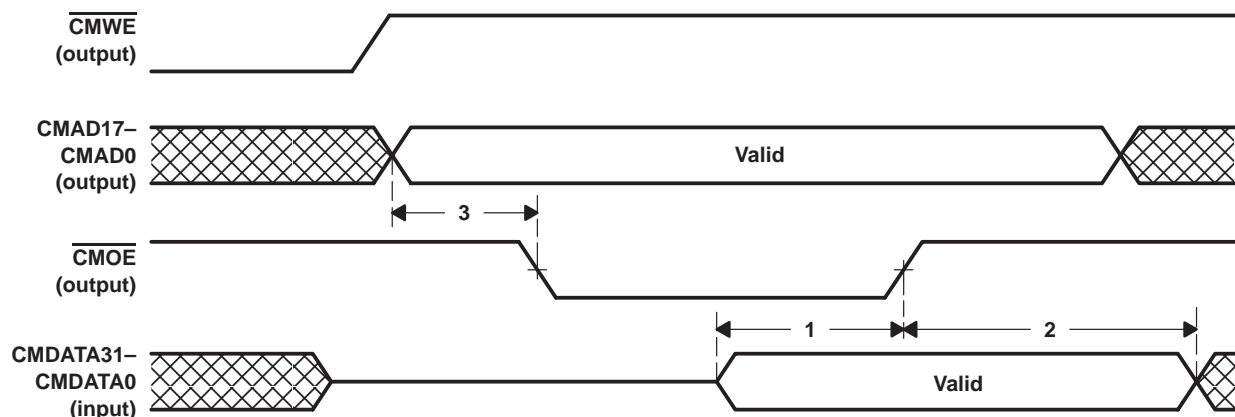 CMWE
(output)
CMAD17–
CMAD0
(output)
Valid
3
CMOE
(output)
1
2
CMDATA31–
CMDATA0
(input)
Valid